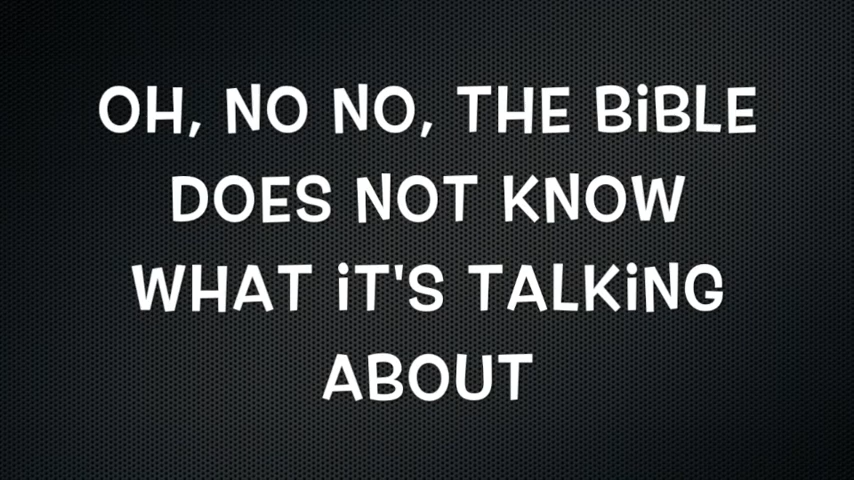 OH, NO NO, THE BiBLE
DOES NOT KNOW
WHAT iT'S TALKiNG
ABOUT